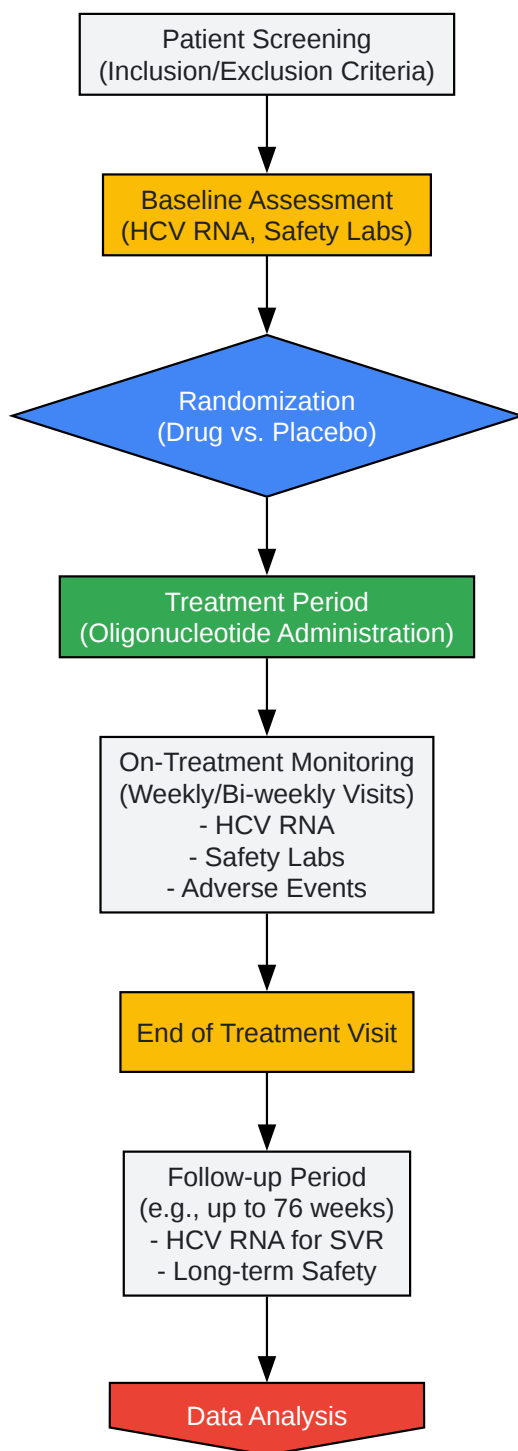 Patient Screening
(Inclusion/Exclusion Criteria)
Baseline Assessment
(HCV RNA, Safety Labs)
Randomization
(Drug vs. Placebo)
Treatment Period
(Oligonucleotide Administration)
On-Treatment Monitoring
(Weekly/Bi-weekly Visits)
- HCV RNA
- Safety Labs
- Adverse Events
End of Treatment Visit
Follow-up Period
(e.g., up to 76 weeks)
- HCV RNA for SVR
- Long-term Safety
Data Analysis